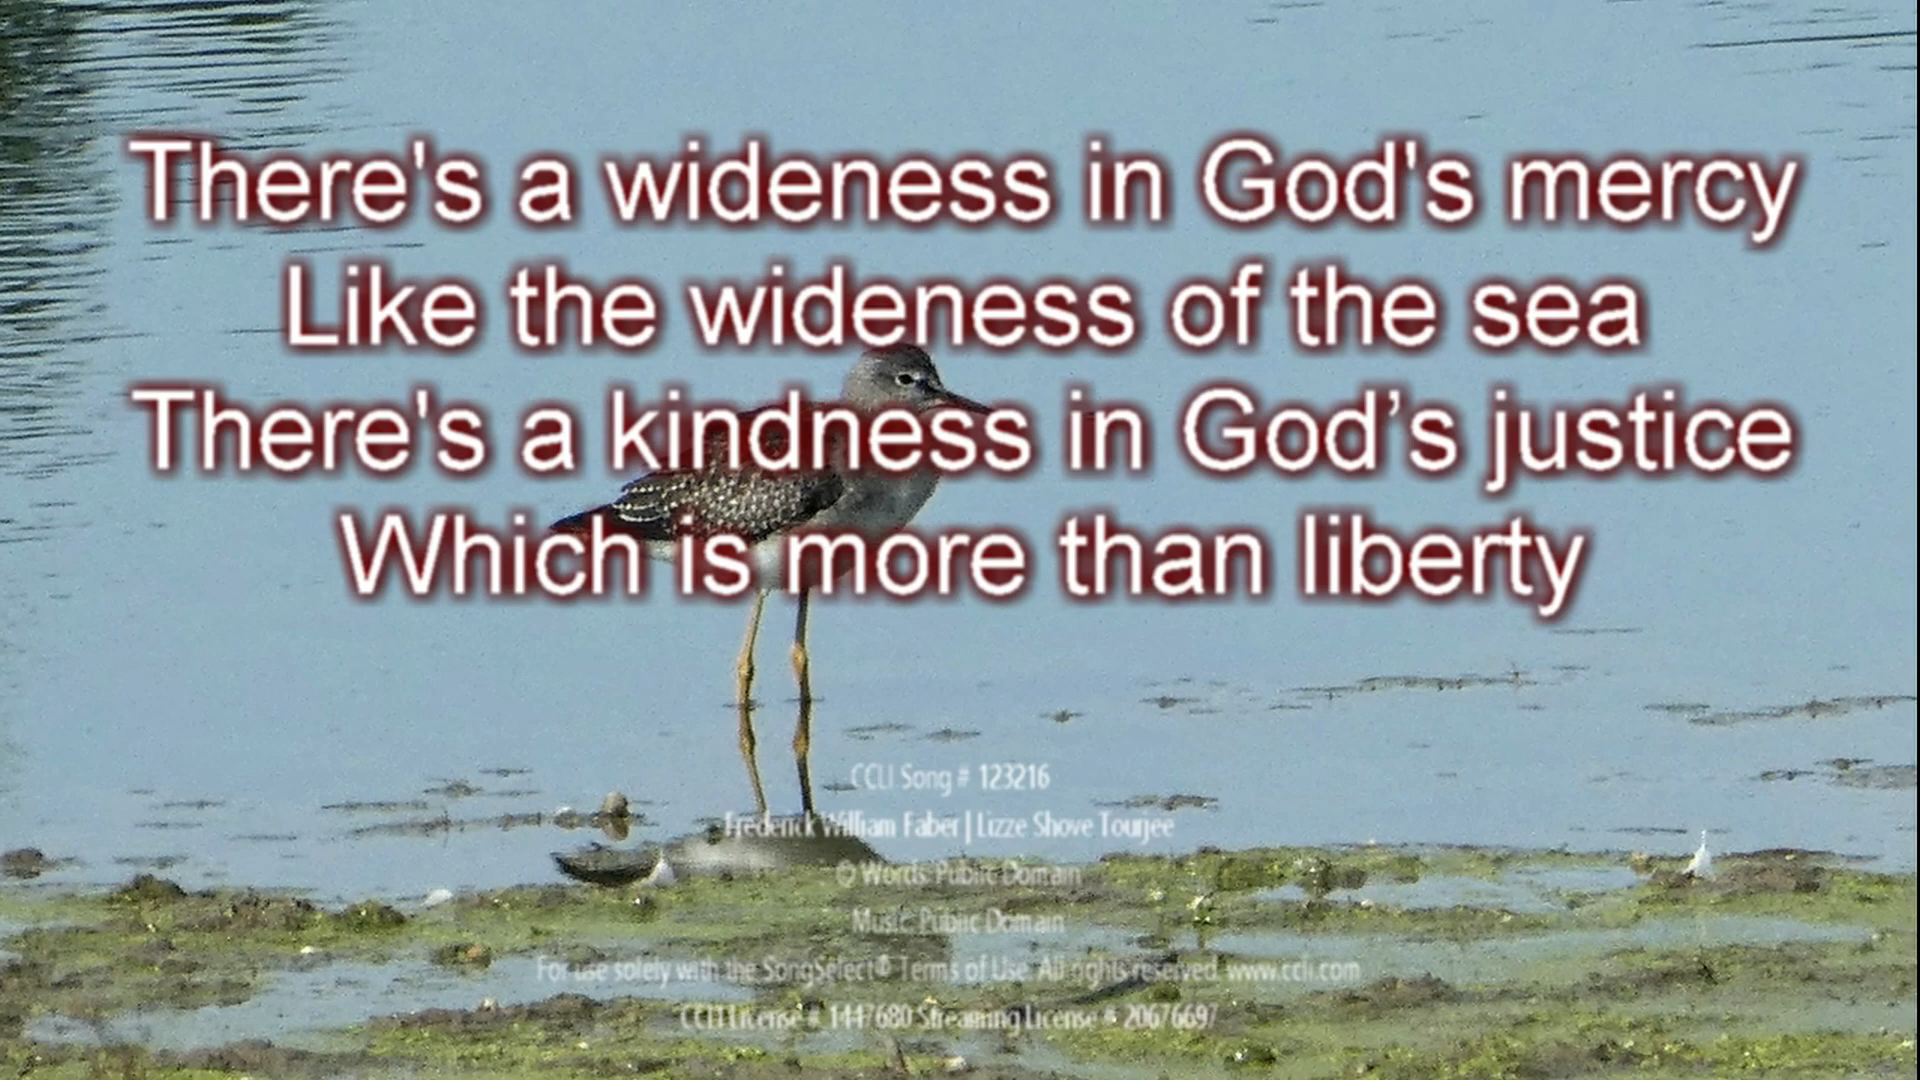 There's a wideness in God's mercy
Like the wideness of the sea
There's a kindness in God’s justice
Which is more than liberty
CCLI Song # 123216
Frederick William Faber | Lizze Shove Tourjee
© Words: Public Domain
Music: Public Domain
For use solely with the SongSelect® Terms of Use. All rights reserved. www.ccli.com
CCLI License # 1447680 Streaming License # 20676697